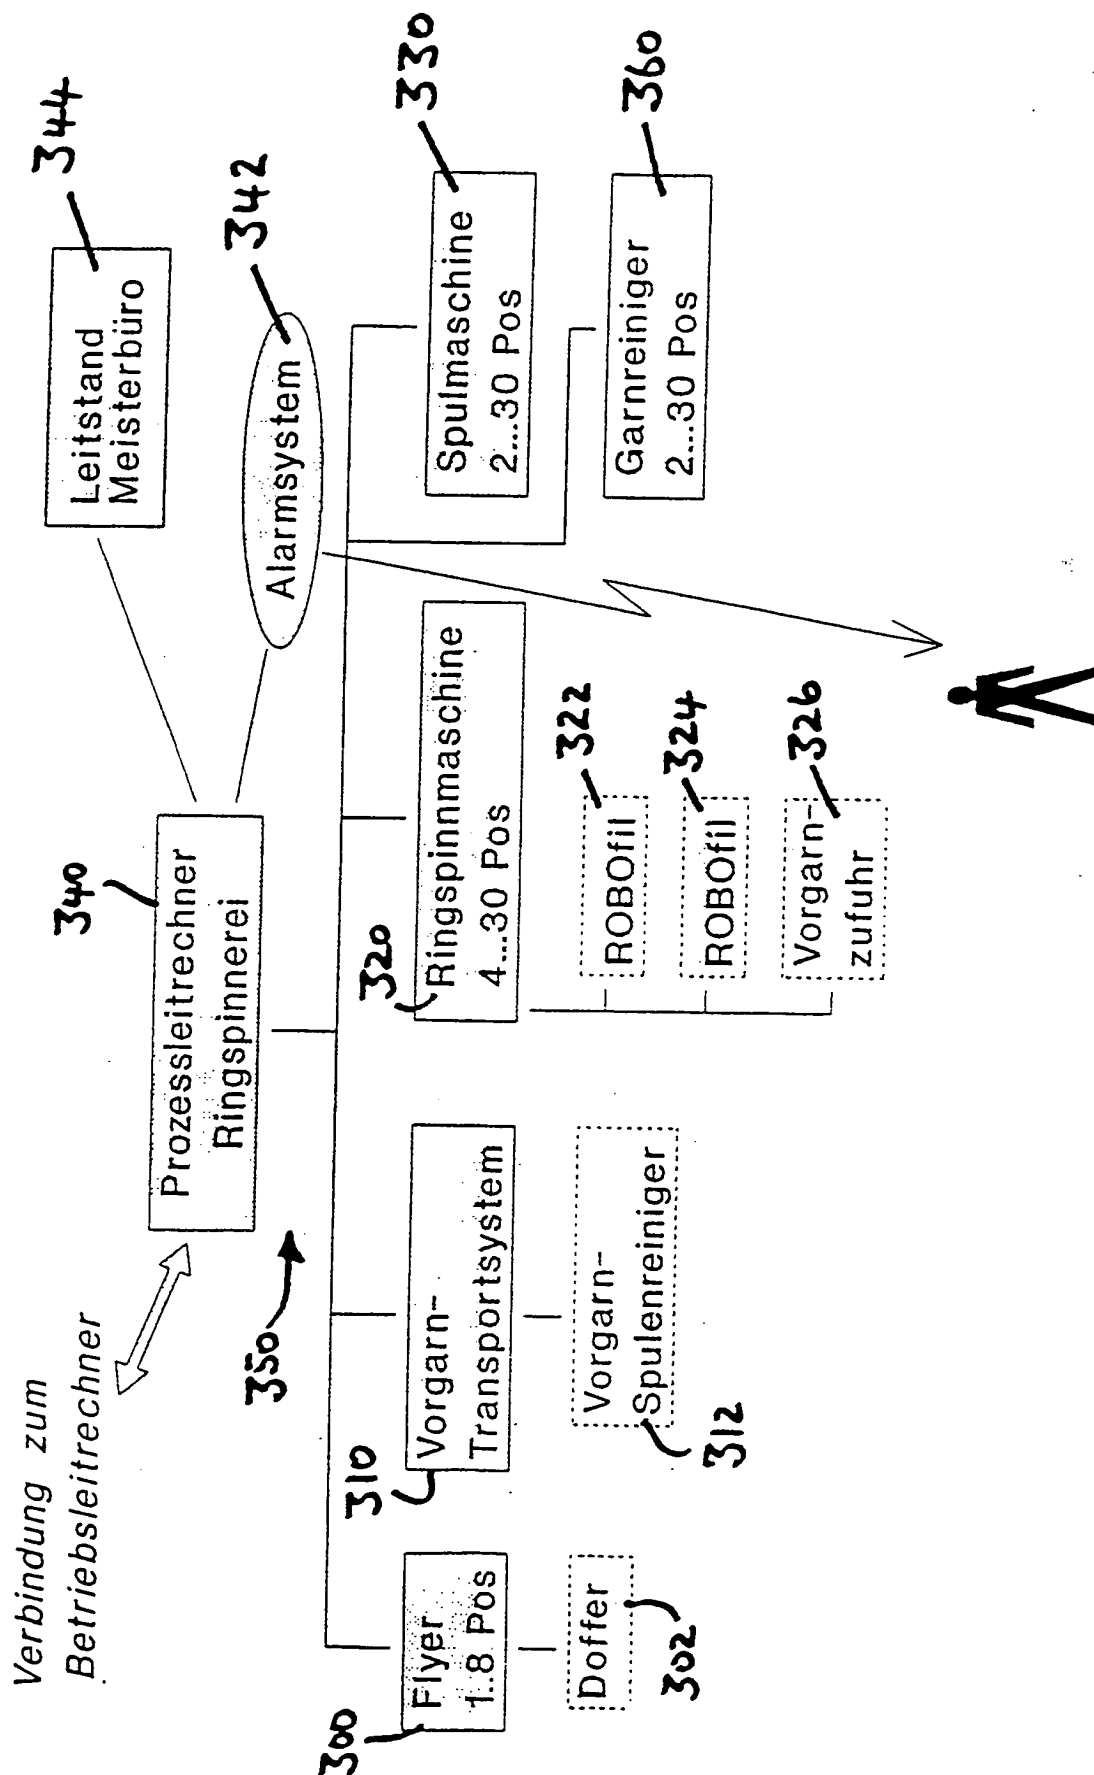 Verbindung zum
Betriebsleitrechner
340
Prozessleitrechner
Ringspinnerei
344
Leitstand
Meisterbüro
342
Alarmsystem
350
300
Flyer
1..8 Pos
302
Doffer
310
Vorgarn-
Transportsystem
312
Vorgarn-
Spulenreiniger
320
Ringspinnmaschine
4...30 Pos
322
ROBOfil
324
ROBOfil
326
Vorgarn-
zufuhr
330
Spulmaschine
2...30 Pos
360
Garnreiniger
2...30 Pos